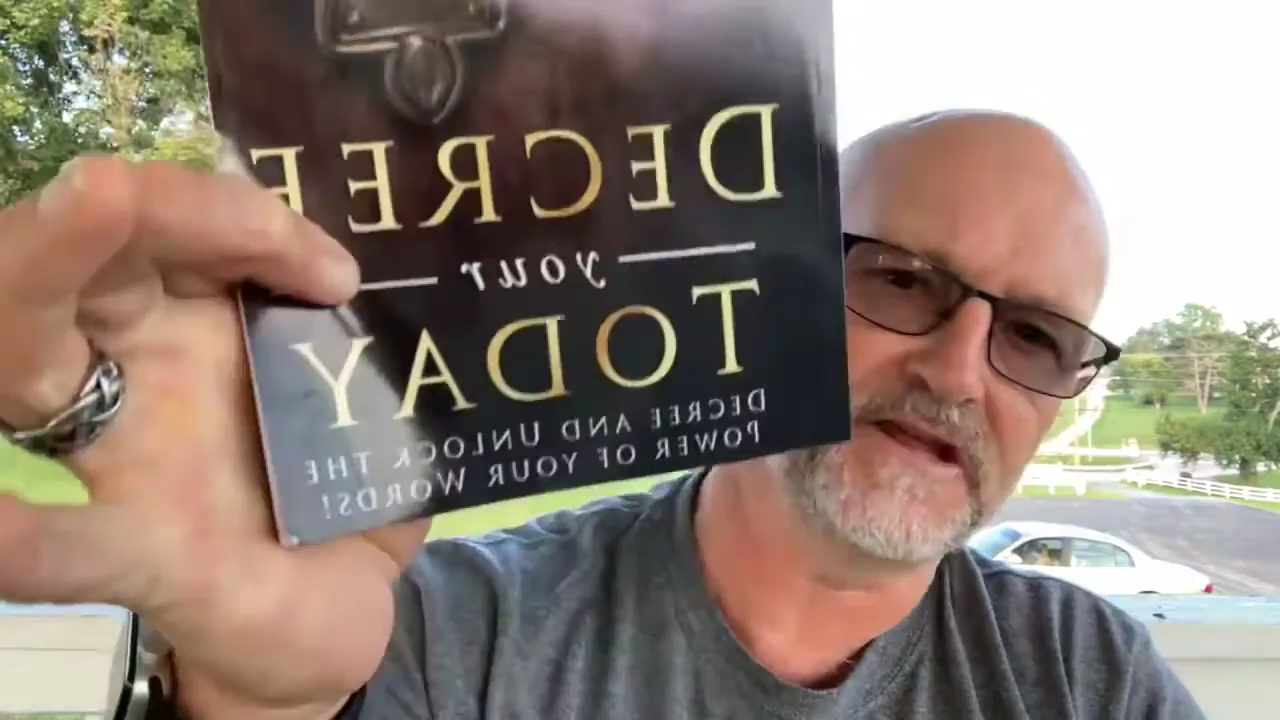 DECREE
your
TODAY
DECREE AND UNLOCK THE
POWER OF YOUR WORDS!